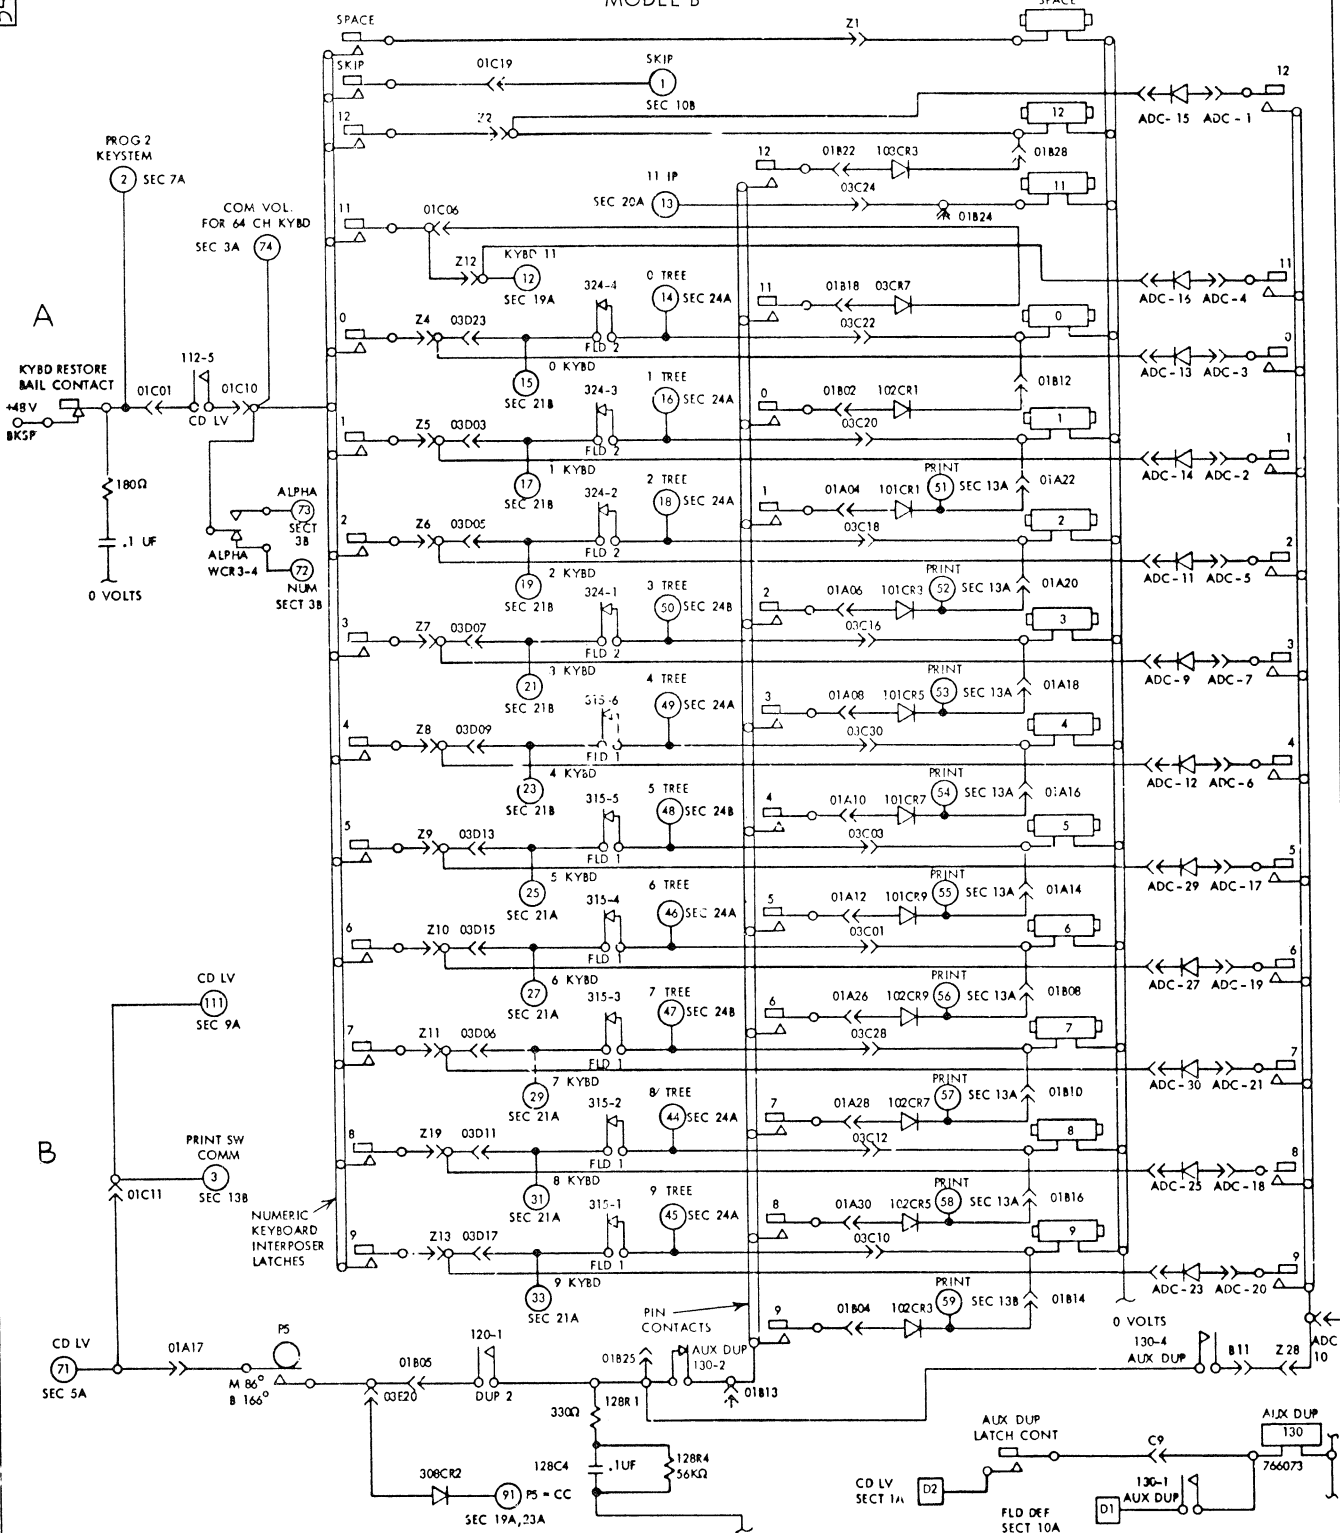 MODEL B
SPACE
Z1
SPACE
SKIP
01C19
SKIP
1
SEC 10B
12
Z2
12
12
ADC-15 ADC-1
PROG 2
KEYSTEM
2 SEC 7A
12
01B22
103CR3
01B28
11 IP
SEC 20A 13
03C24
11
01B24
COM VOL.
FOR 64 CH KYBD
SEC 3A 74
11
01C06
Z12
KYBD 11
12
SEC 19A
11
ADC-16 ADC-4
A
324-4
0 TREE
14 SEC 24A
11
01B18
03CR7
0
Z4
03D23
FLD 2
03C22
0
0
ADC-13 ADC-3
0 KYBD
15
SEC 21B
KYBD RESTORE
BAIL CONTACT
+48V
BKSP
01C01
112-5
CD LV
01C10
324-3
1 TREE
16 SEC 24A
0
01B02
102CR1
01B12
1
Z5
03D03
FLD 2
03C20
1
1
ADC-14 ADC-2
1 KYBD
17
SEC 21B
180Ω
.1 UF
0 VOLTS
ALPHA
73
SECT
3B
ALPHA
WCR3-4
72
NUM
SECT 3B
324-2
2 TREE
18 SEC 24A
1
01A04
101CR1
PRINT
51 SEC 13A
01A22
2
Z6
03D05
FLD 2
03C18
2
2
ADC-11 ADC-5
2 KYBD
19
SEC 21B
324-1
3 TREE
50 SEC 24B
2
01A06
101CR3
PRINT
52 SEC 13A
01A20
3
Z7
03D07
FLD 1
03C16
3
3
ADC-9 ADC-7
3 KYBD
21
SEC 21B
315-6
4 TREE
49 SEC 24A
3
01A08
101CR5
PRINT
53 SEC 13A
01A18
4
Z8
03D09
FLD 1
03C30
4
4
ADC-12 ADC-6
4 KYBD
23
SEC 21B
315-5
5 TREE
48 SEC 24B
4
01A10
101CR7
PRINT
54 SEC 13A
01A16
5
Z9
03D13
FLD 1
03C03
5
5
ADC-29 ADC-17
5 KYBD
25
SEC 21A
315-4
6 TREE
46 SEC 24A
5
01A12
101CR9
PRINT
55 SEC 13A
01A14
6
Z10
03D15
FLD 1
03C01
6
6
ADC-27 ADC-19
6 KYBD
27
SEC 21A
CD LV
111
SEC 9A
315-3
7 TREE
47 SEC 24B
6
01A26
102CR9
PRINT
56 SEC 13A
01B08
7
Z11
03D06
FLD 1
03C28
7
7
ADC-30 ADC-21
7 KYBD
29
SEC 21A
B
PRINT SW
COMM
3
SEC 13B
01C11
315-2
8 TREE
44 SEC 24A
7
01A28
102CR7
PRINT
57 SEC 13A
01B10
8
Z19
03D11
FLD 1
03C12
8
8
ADC-25 ADC-18
8 KYBD
31
SEC 21A
NUMERIC
KEYBOARD
INTERPOSER
LATCHES
315-1
9 TREE
45 SEC 24A
8
01A30
102CR5
PRINT
58 SEC 13A
01B16
9
Z13
03D17
FLD 1
03C10
9
9
ADC-23 ADC-20
9 KYBD
33
SEC 21A
PIN
CONTACTS
9
01B04
102CR3
PRINT
59 SEC 13B
01B14
0 VOLTS
130-4
AUX DUP
B11
Z28
ADC
10
CD LV
71
SEC 5A
01A17
P5
M 86°
B 166°
03E20
01B05
120-1
DUP 2
01B25
AUX DUP
130-2
01B13
330Ω
128R1
128C4
.1UF
128R4
56KΩ
308CR2
91 P5 = CC
SEC 19A,23A
AUX DUP
LATCH CONT
CD LV
SECT 1A
D2
C9
AUX DUP
130
766073
130-1
AUX DUP
FLD DEF
SECT 10A
D1